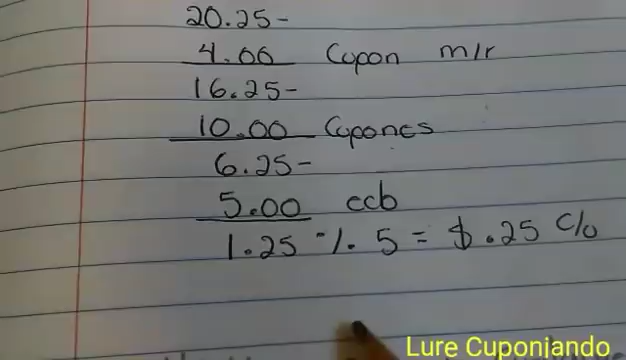 20.25-
4.00 Cupon m/r
16.25-
10.00 Cupones
6.25-
5.00 ccb
1.25 ·/. 5 = $.25 c/o
Lure Cuponiando